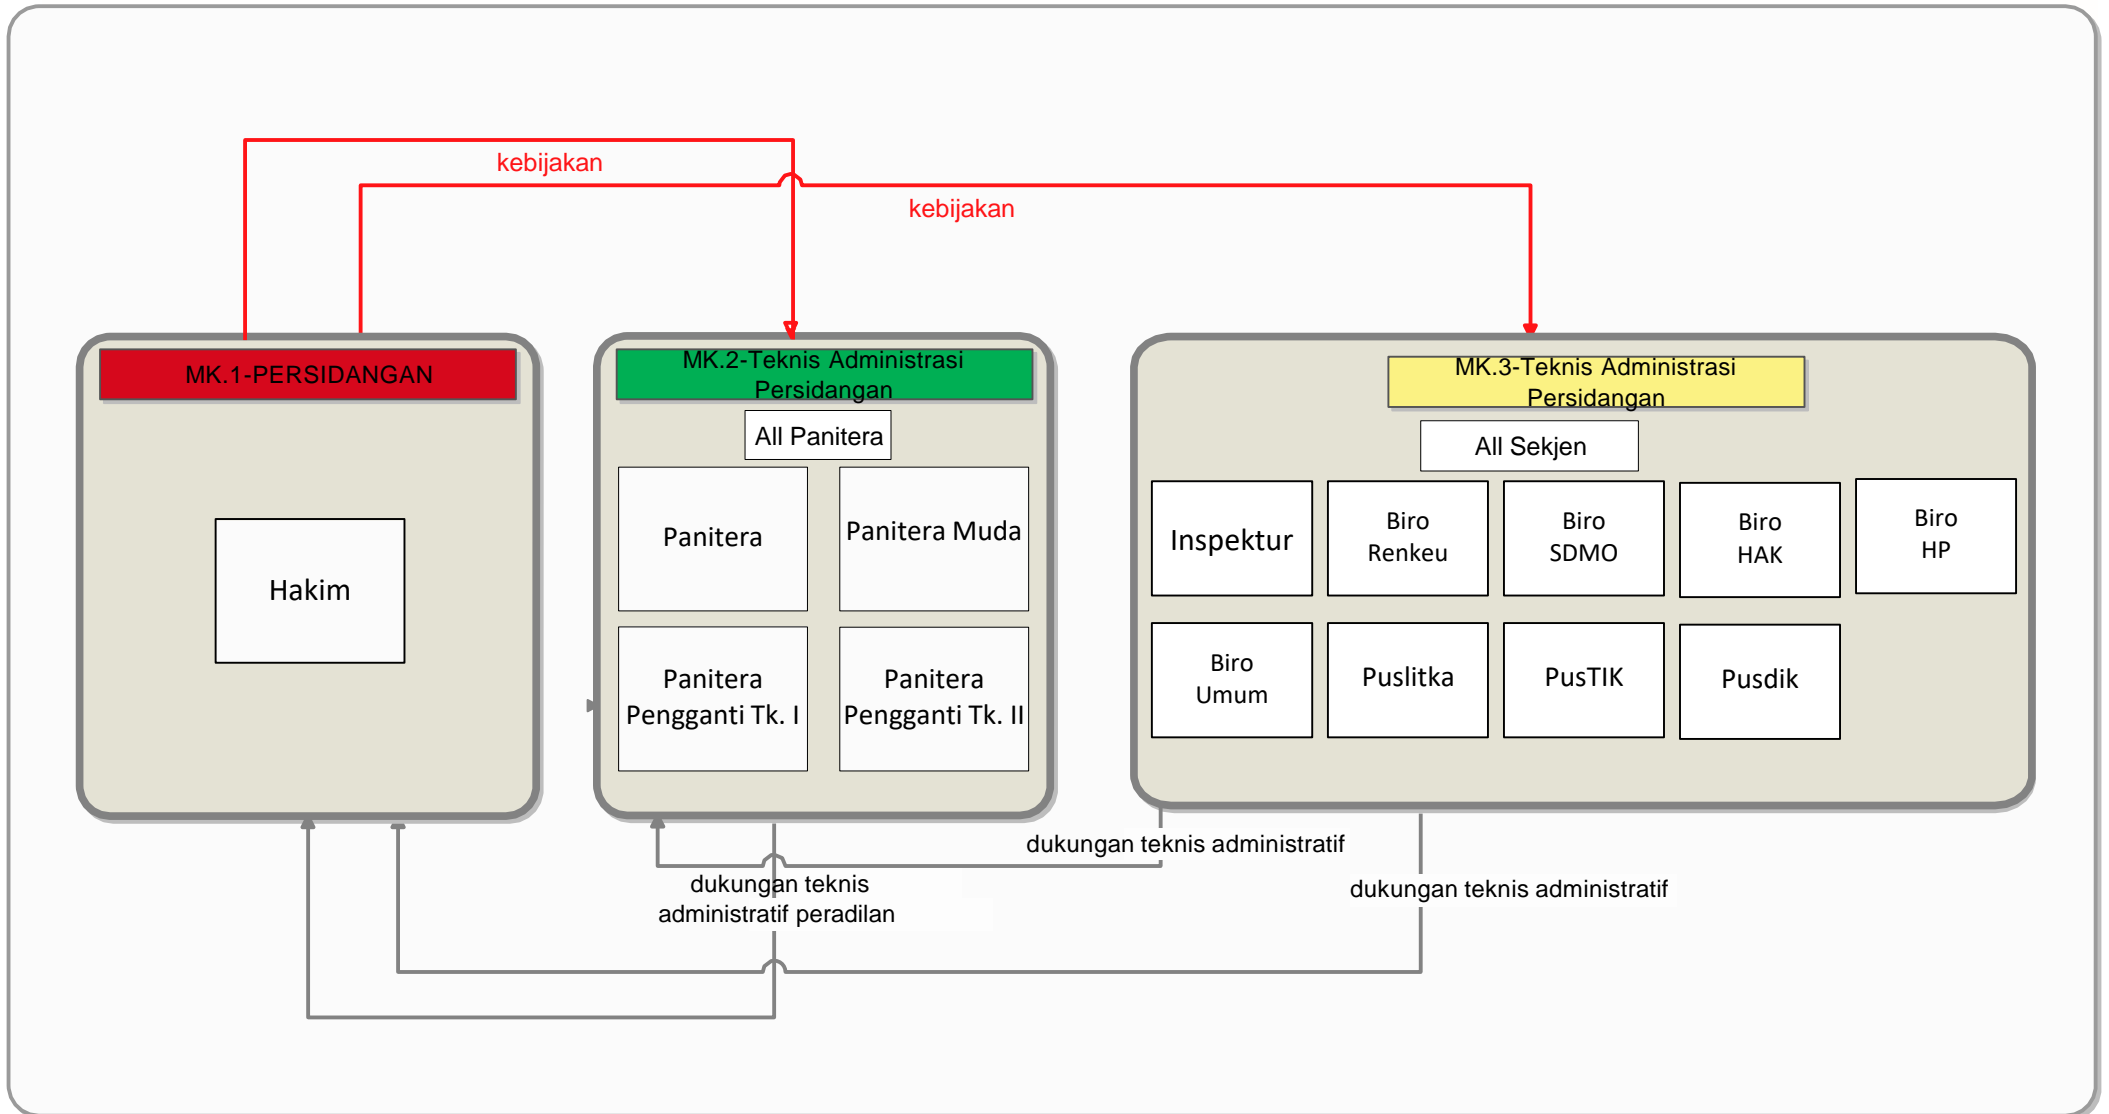 kebijakan
kebijakan
MK.1-PERSIDANGAN
Hakim
MK.2-Teknis Administrasi
Persidangan
All Panitera
Panitera
Panitera Muda
Panitera
Pengganti Tk. I
Panitera
Pengganti Tk. II
MK.3-Teknis Administrasi
Persidangan
All Sekjen
Inspektur
Biro
Renkeu
Biro
SDMO
Biro
HAK
Biro
HP
Biro
Umum
Puslitka
PusTIK
Pusdik
dukungan teknis administratif
dukungan teknis
administratif peradilan
dukungan teknis administratif